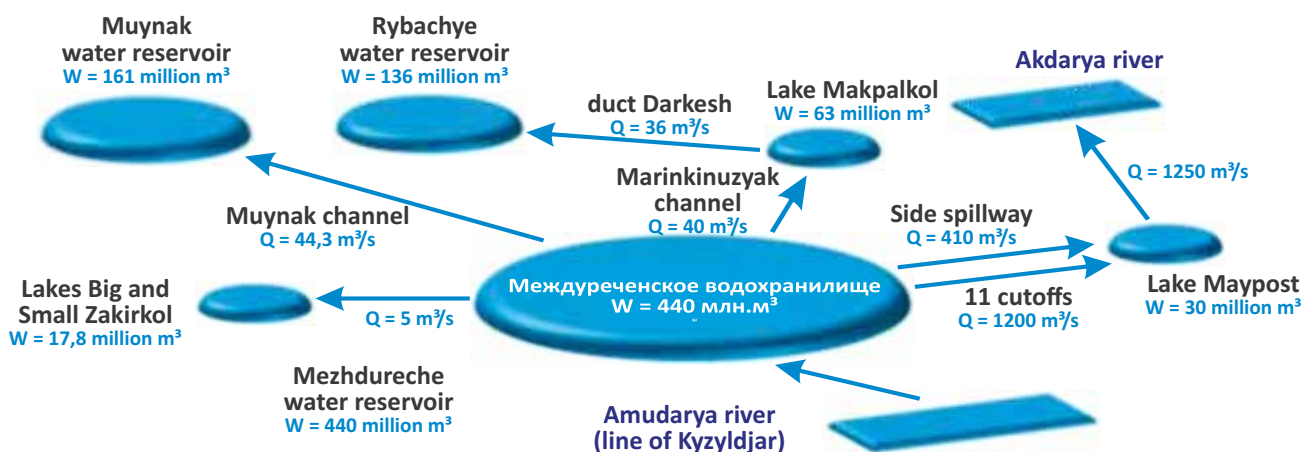 Muynak
water reservoir
W = 161 million m³
Rybachye
water reservoir
W = 136 million m³
duct Darkesh
Q = 36 m³/s
Lake Makpalkol
W = 63 million m³
Akdarya river
Q = 1250 m³/s
Marinkinuzyak
channel
Q = 40 m³/s
Muynak channel
Q = 44,3 m³/s
Side spillway
Q = 410 m³/s
Lakes Big and
Small Zakirkol
W = 17,8 million m³
Q = 5 m³/s
Междуреченское водохранилище
W = 440 млн.м³
11 cutoffs
Q = 1200 m³/s
Lake Maypost
W = 30 million m³
Mezhdureche
water reservoir
W = 440 million m³
Amudarya river
(line of Kyzyldjar)